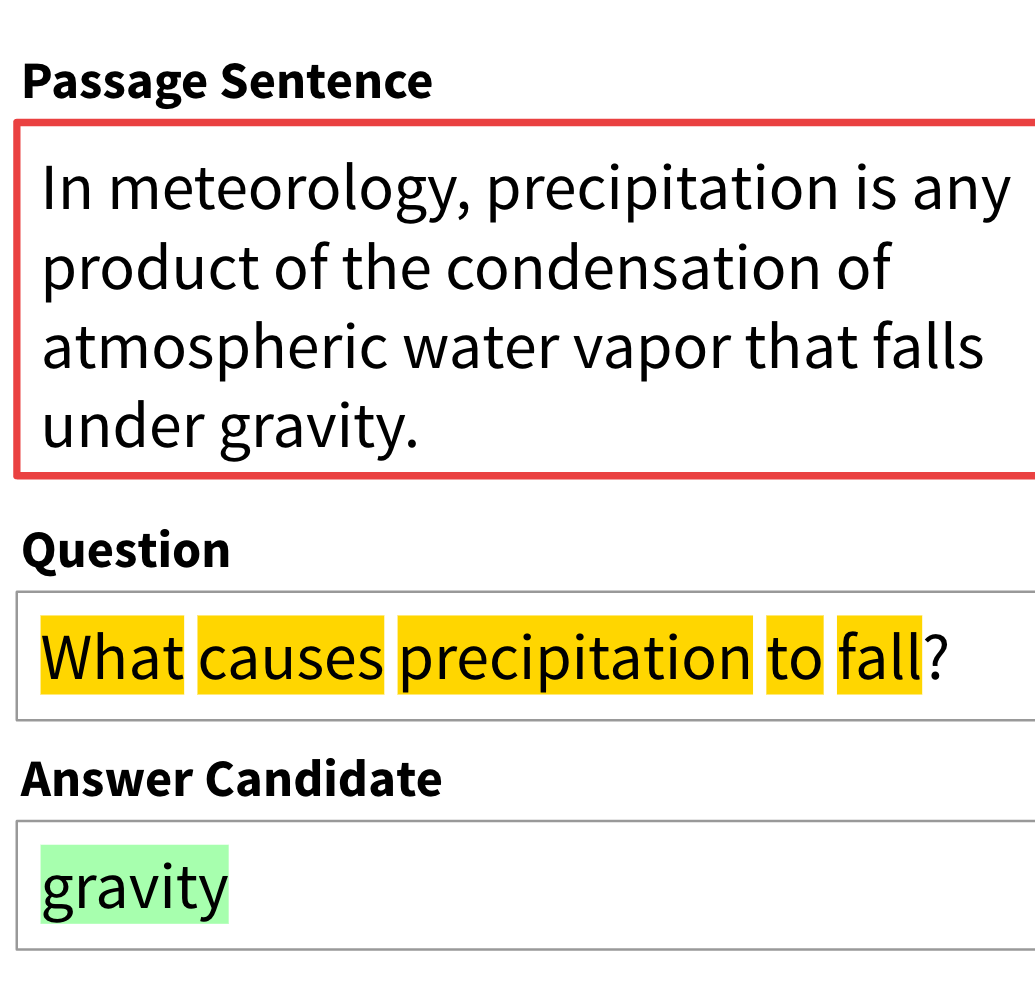 Passage Sentence
In meteorology, precipitation is any
product of the condensation of
atmospheric water vapor that falls
under gravity.
Question
What causes precipitation to fall?
Answer Candidate
gravity